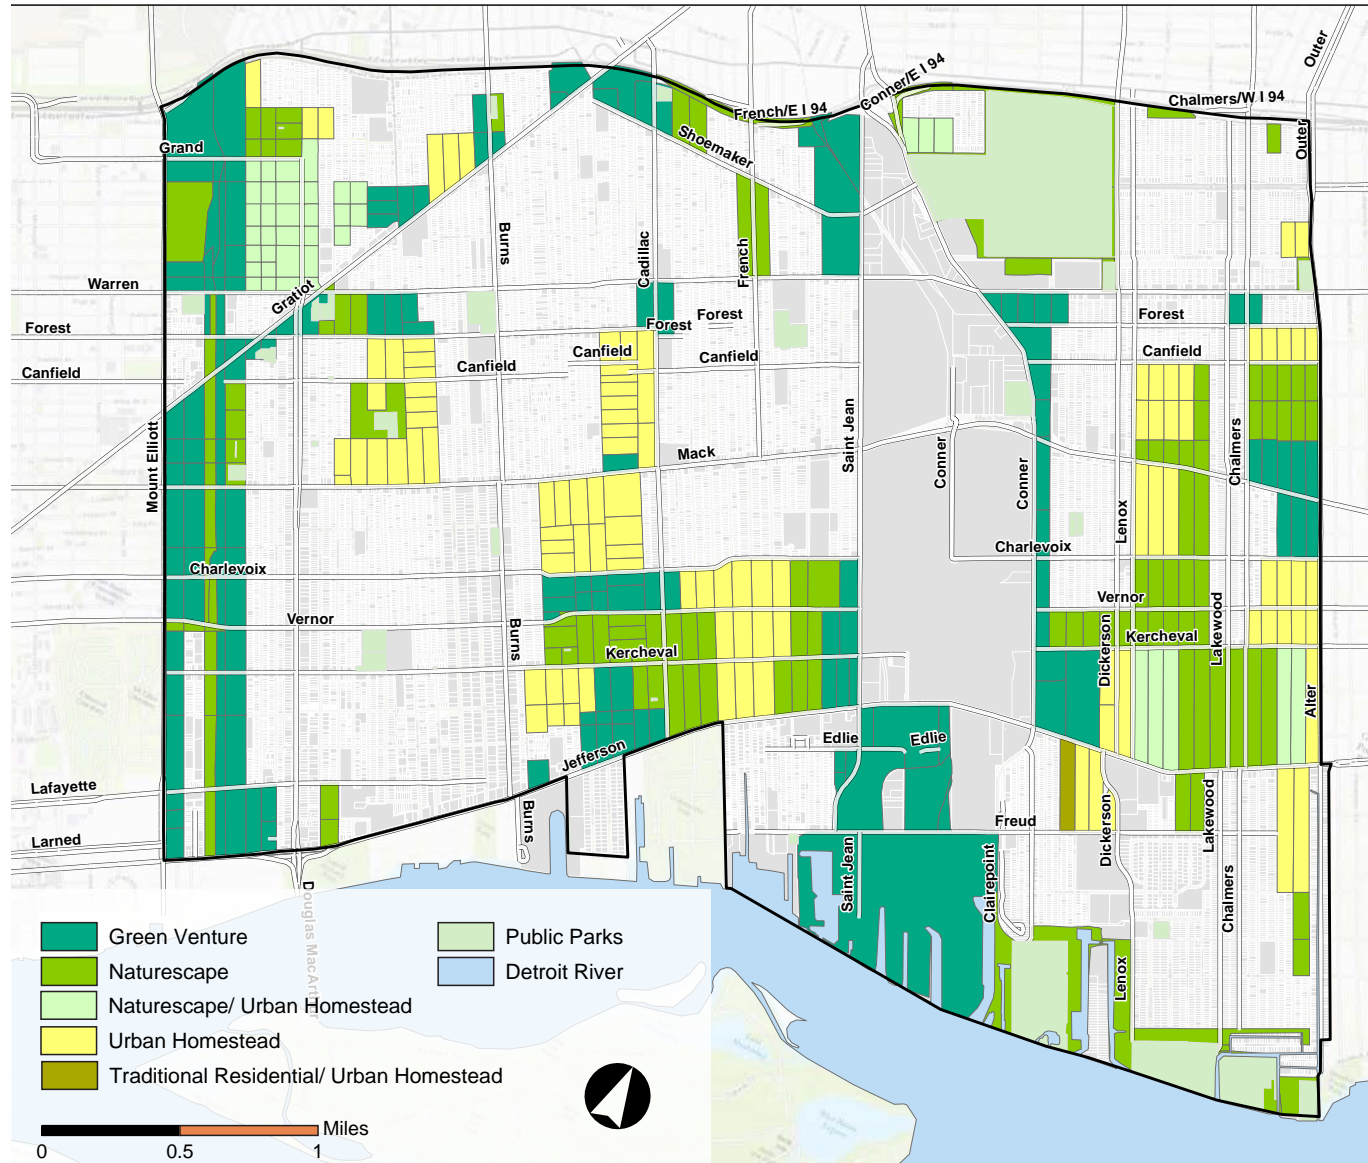 Outer
Conner/E I 94
Chalmers/W I 94
French/E I 94
Outer
Grand
Shoemaker
Burns
Cadillac
French
Warren
Gratiot
Forest
Forest
Forest
Forest
Canfield
Canfield
Canfield
Canfield
Canfield
Mount Elliott
Saint Jean
Mack
Conner
Conner
Lenox
Chalmers
Charlevoix
Charlevoix
Vernor
Vernor
Burns
Kercheval
Kercheval
Dickerson
Lakewood
Alter
Edlie
Edlie
Jefferson
Lafayette
Larned
Burns
Freud
Dickerson
Lakewood
Saint Jean
Clairepoint
Chalmers
Lenox
Douglas MacArthur
Green Venture
Naturescape
Naturescape/ Urban Homestead
Urban Homestead
Traditional Residential/ Urban Homestead
Public Parks
Detroit River
Miles
0
0.5
1